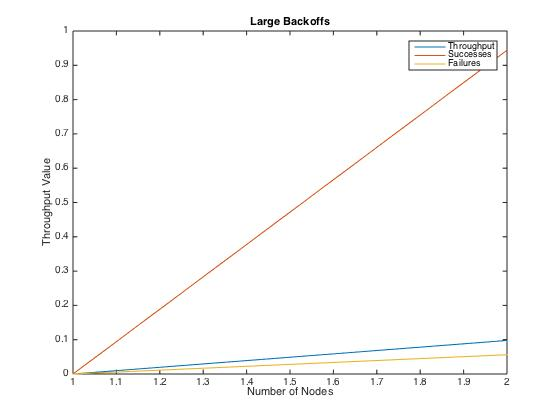 Large Backoffs
Throughput
Successes
Failures
Throughput Value
1
0.9
0.8
0.7
0.6
0.5
0.4
0.3
0.2
0.1
0
1 1.1 1.2 1.3 1.4 1.5 1.6 1.7 1.8 1.9 2
Number of Nodes